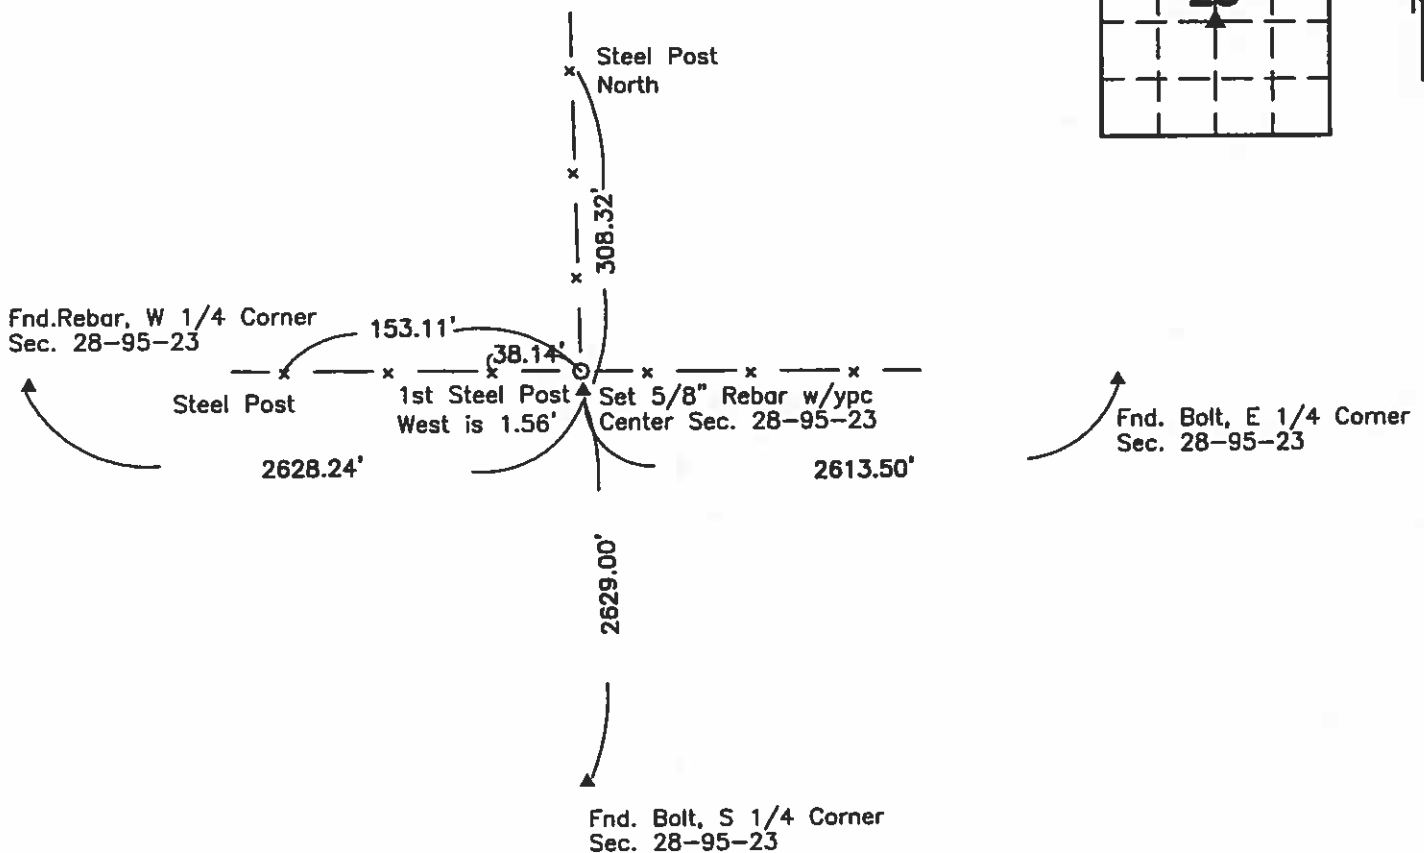 Steel Post
North
308.32'
Fnd.Rebar, W 1/4 Corner
Sec. 28-95-23
153.11'
38.14'
Steel Post
1st Steel Post
West is 1.56'
Set 5/8" Rebar w/ypc
Center Sec. 28-95-23
Fnd. Bolt, E 1/4 Corner
Sec. 28-95-23
2628.24'
2613.50'
2629.00'
Fnd. Bolt, S 1/4 Corner
Sec. 28-95-23